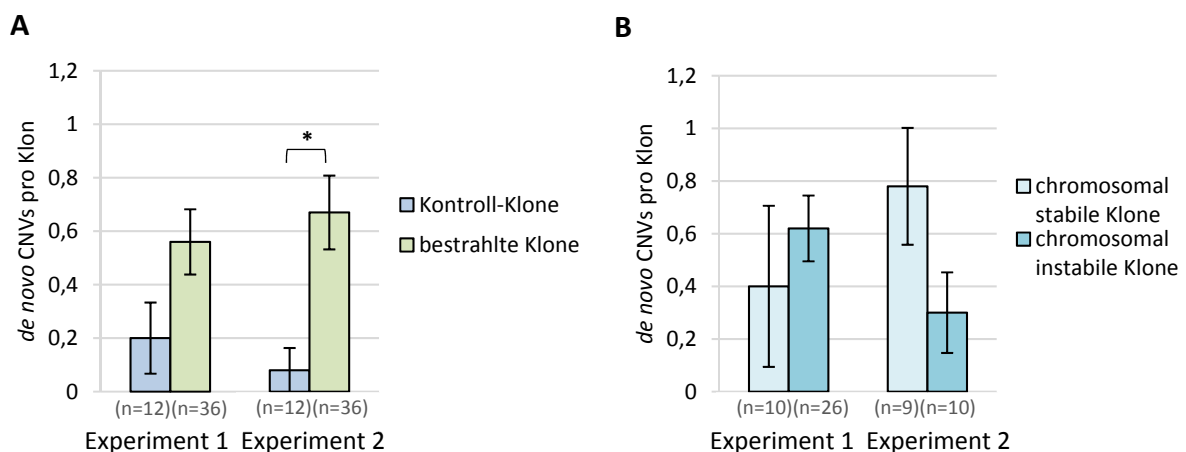 A
de novo CNVs pro Klon
1,2
1
0,8
0,6
0,4
0,2
0
*
(n=12)(n=36) (n=12)(n=36)
Experiment 1 Experiment 2
Kontroll-Klone
bestrahlte Klone
B
de novo CNVs pro Klon
1,2
1
0,8
0,6
0,4
0,2
0
(n=10)(n=26) (n=9)(n=10)
Experiment 1 Experiment 2
chromosomal
stabile Klone
chromosomal
instabile Klone